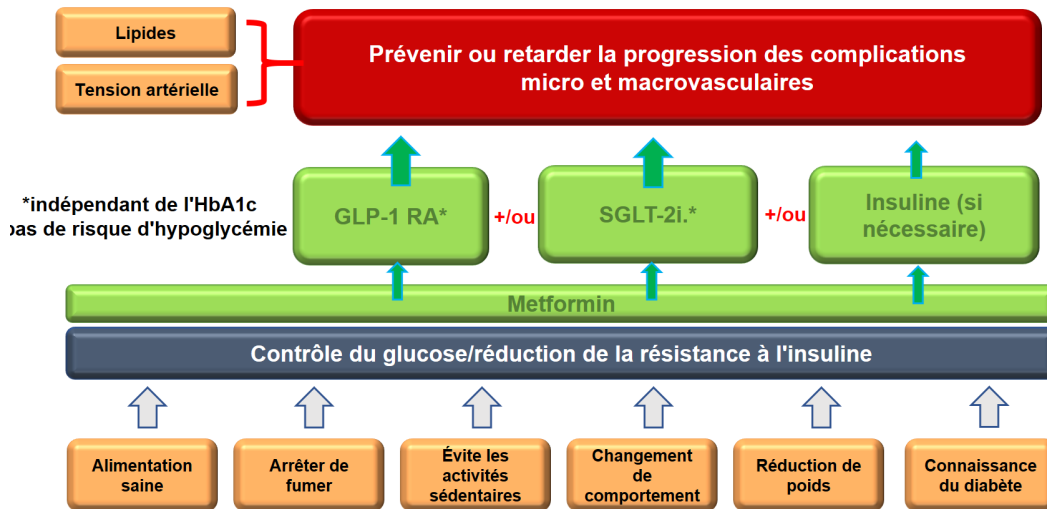 Lipides
Tension artérielle
Prévenir ou retarder la progression des complications
micro et macrovasculaires
*indépendant de l'HbA1c
pas de risque d'hypoglycémie
GLP-1 RA*
+/ou
SGLT-2i.*
+/ou
Insuline (si
nécessaire)
Metformin
Contrôle du glucose/réduction de la résistance à l'insuline
Alimentation
saine
Arrêter de
fumer
Évite les
activités
sédentaires
Changement
de
comportement
Réduction de
poids
Connaissance
du diabète